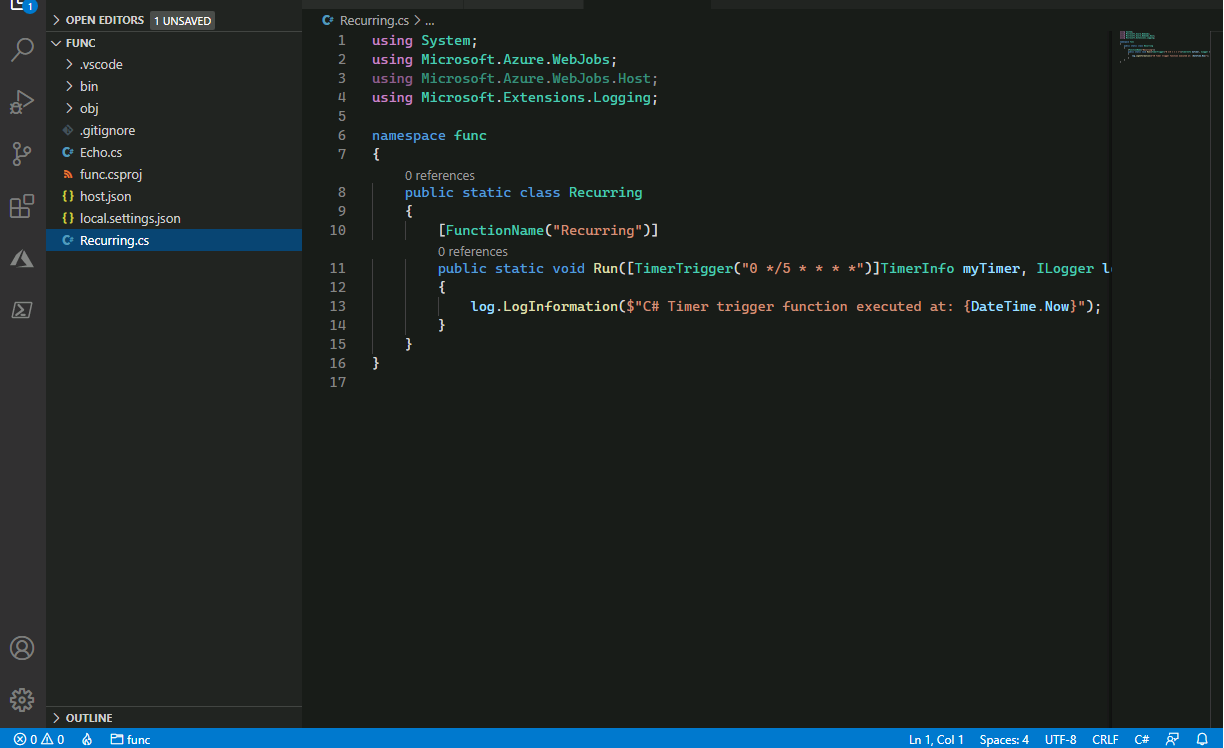 1
OPEN EDITORS 1 UNSAVED
FUNC
.vscode
bin
obj
.gitignore
C# Echo.cs
func.csproj
{} host.json
{} local.settings.json
C# Recurring.cs
OUTLINE
C# Recurring.cs > ...
1 using System;
2 using Microsoft.Azure.WebJobs;
3 using Microsoft.Azure.WebJobs.Host;
4 using Microsoft.Extensions.Logging;
5
6 namespace func
7 {
0 references
8 public static class Recurring
9 {
10 [FunctionName("Recurring")]
0 references
11 public static void Run([TimerTrigger("0 */5 * * * *")]TimerInfo myTimer, ILogger l
12 {
13 log.LogInformation($"C# Timer trigger function executed at: {DateTime.Now}");
14 }
15 }
16 }
17
0 0 func Ln 1, Col 1 Spaces: 4 UTF-8 CRLF C#